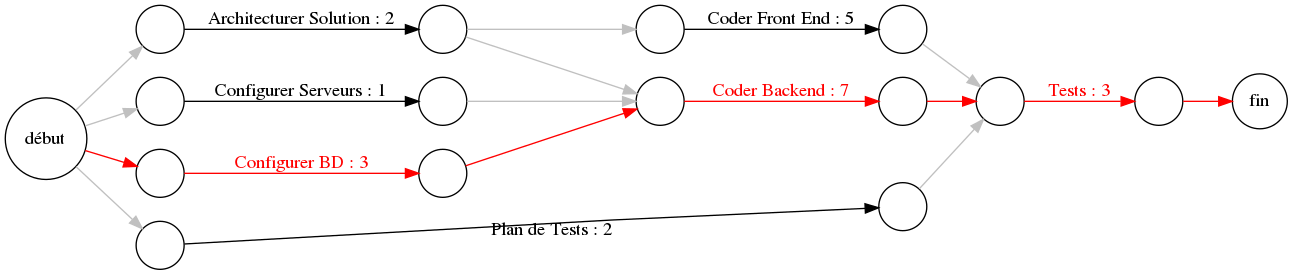 Architecturer Solution : 2
Coder Front End : 5
Configurer Serveurs : 1
Coder Backend : 7
Tests : 3
fin
début
Configurer BD : 3
Plan de Tests : 2